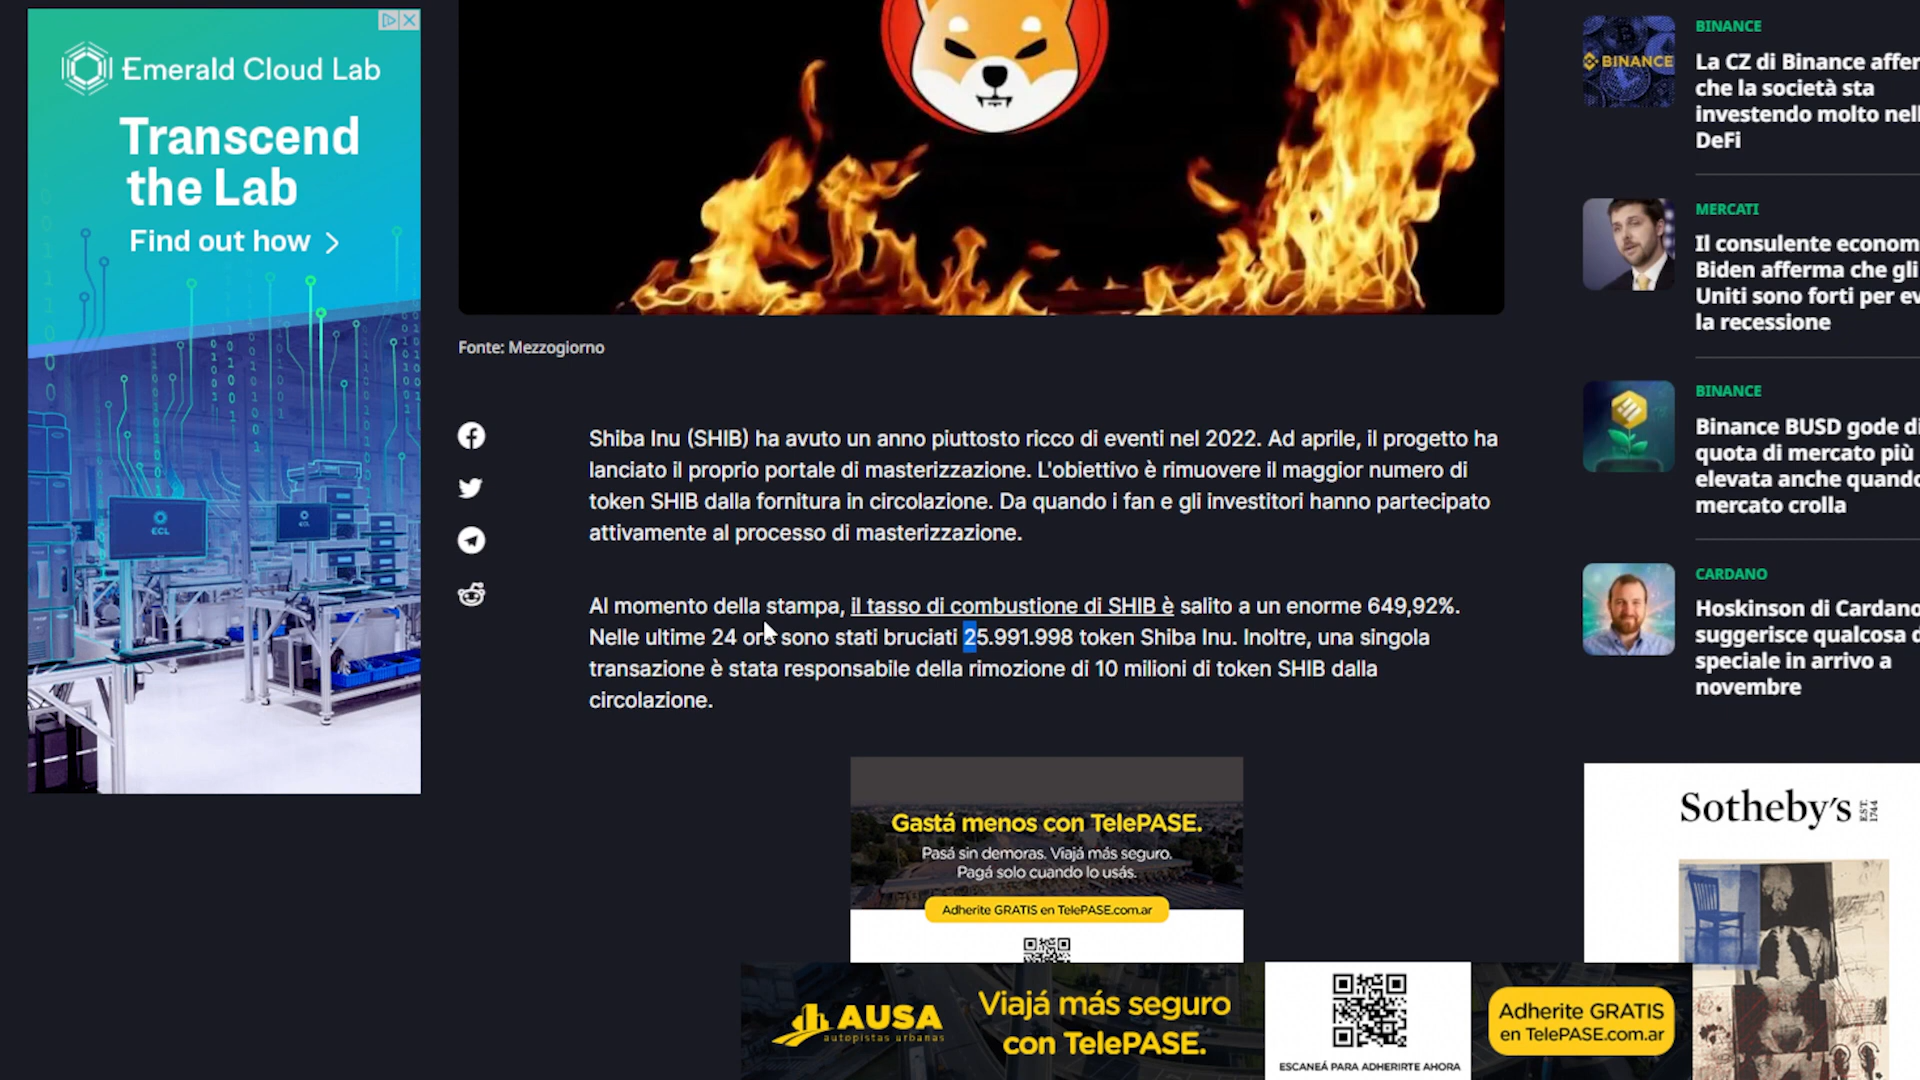 Emerald Cloud Lab
Transcend
the Lab
Find out how
ECL
ECL
Fonte: Mezzogiorno
Shiba Inu (SHIB) ha avuto un anno piuttosto ricco di eventi nel 2022. Ad aprile, il progetto ha
lanciato il proprio portale di masterizzazione. L'obiettivo è rimuovere il maggior numero di
token SHIB dalla fornitura in circolazione. Da quando i fan e gli investitori hanno partecipato
attivamente al processo di masterizzazione.
Al momento della stampa, il tasso di combustione di SHIB è salito a un enorme 649,92%.
Nelle ultime 24 ore sono stati bruciati 25.991.998 token Shiba Inu. Inoltre, una singola
transazione è stata responsabile della rimozione di 10 milioni di token SHIB dalla
circolazione.
Gastá menos con TelePASE.
Pasá sin demoras. Viajá más seguro.
Pagá solo cuando lo usás.
Adherite GRATIS en TelePASE.com.ar
AUSA
autopistas urbanas
Viajá más seguro
con TelePASE.
ESCANEÁ PARA ADHERIRTE AHORA
Adherite GRATIS
en TelePASE.com.ar
BINANCE
BINANCE
La CZ di Binance affer
che la società sta
investendo molto nell
DeFi
MERCATI
Il consulente econom
Biden afferma che gli
Uniti sono forti per ev
la recessione
BINANCE
Binance BUSD gode di
quota di mercato più
elevata anche quando
mercato crolla
CARDANO
Hoskinson di Cardano
suggerisce qualcosa d
speciale in arrivo a
novembre
Sotheby's
EST.
1744